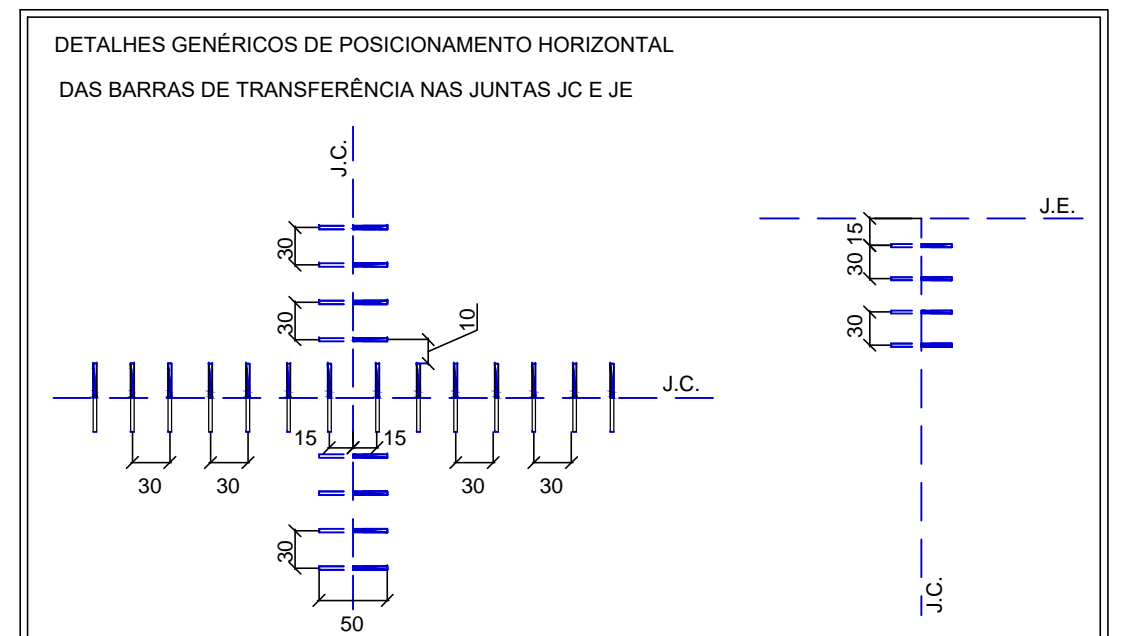 DETALHES GENÉRICOS DE POSICIONAMENTO HORIZONTAL
DAS BARRAS DE TRANSFERÊNCIA NAS JUNTAS JC E JE
J.C.
30
30
10
J.C.
15 15
30 30 30 30
30
50
J.E.
15
30
30
J.C.